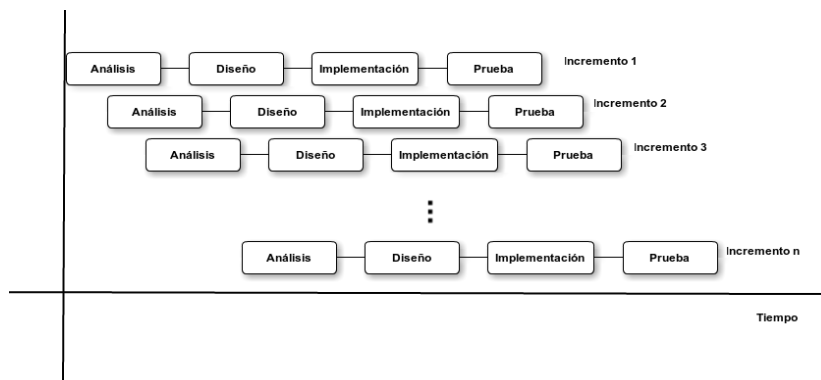 Análisis Diseño Implementación Prueba Incremento 1
Análisis Diseño Implementación Prueba Incremento 2
Análisis Diseño Implementación Prueba Incremento 3
Análisis Diseño Implementación Prueba Incremento n
Tiempo